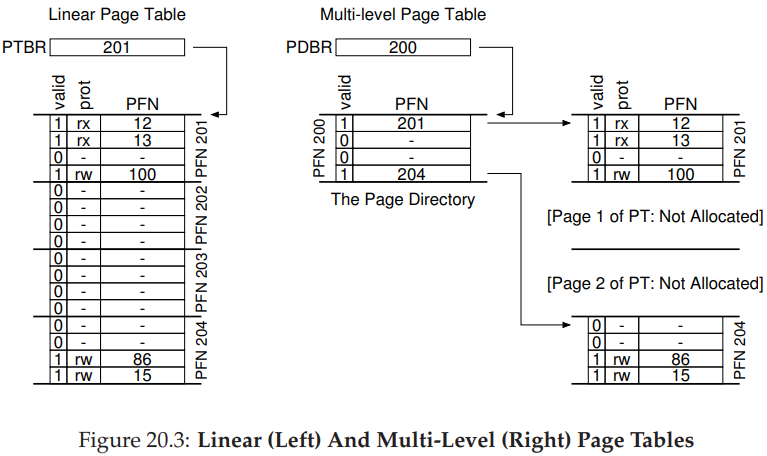 Linear Page Table
PTBR 201
valid prot PFN
1 rx 12
1 rx 13
0 - -
1 rw 100
PFN 201
0 - -
0 - -
0 - -
0 - -
PFN 202
0 - -
0 - -
0 - -
0 - -
PFN 203
0 - -
0 - -
1 rw 86
1 rw 15
PFN 204
Multi-level Page Table
PDBR 200
valid PFN
PFN 200
1 201
0 -
0 -
1 204
The Page Directory
valid prot PFN
1 rx 12
1 rx 13
0 - -
1 rw 100
PFN 201
[Page 1 of PT: Not Allocated]
[Page 2 of PT: Not Allocated]
0 - -
0 - -
1 rw 86
1 rw 15
PFN 204
Figure 20.3: Linear (Left) And Multi-Level (Right) Page Tables